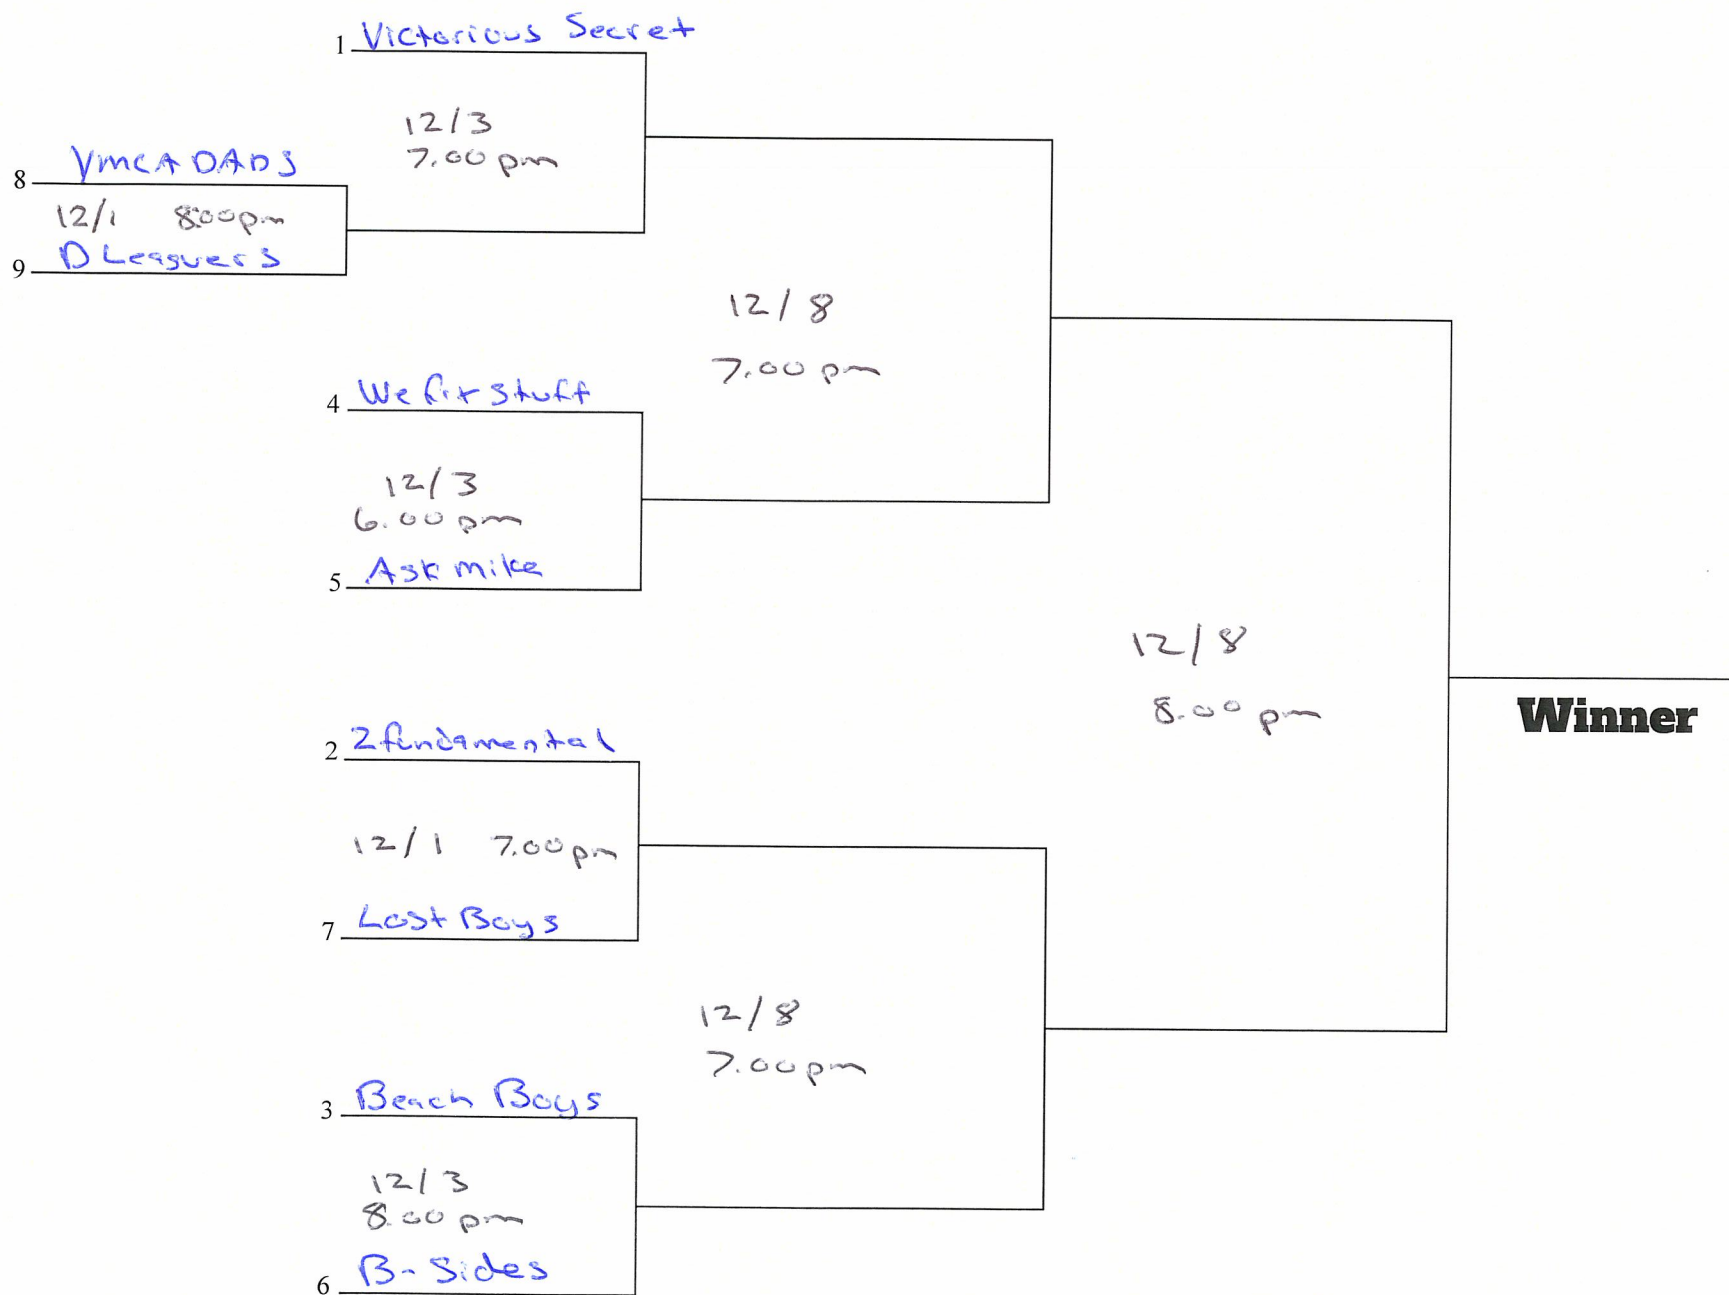 1 Victorious Secret
12/3
7.00 pm
8 YMCA DADS
12/1 8:00pm
9 D Leaguers
12/8
7.00 pm
4 We fix stuff
12/3
6.00 pm
5 Ask mike
12/8
8.00 pm
Winner
2 2fundamental
12/1 7.00pm
7 Lost Boys
12/8
7.00pm
3 Beach Boys
12/3
8.00 pm
6 B-Sides